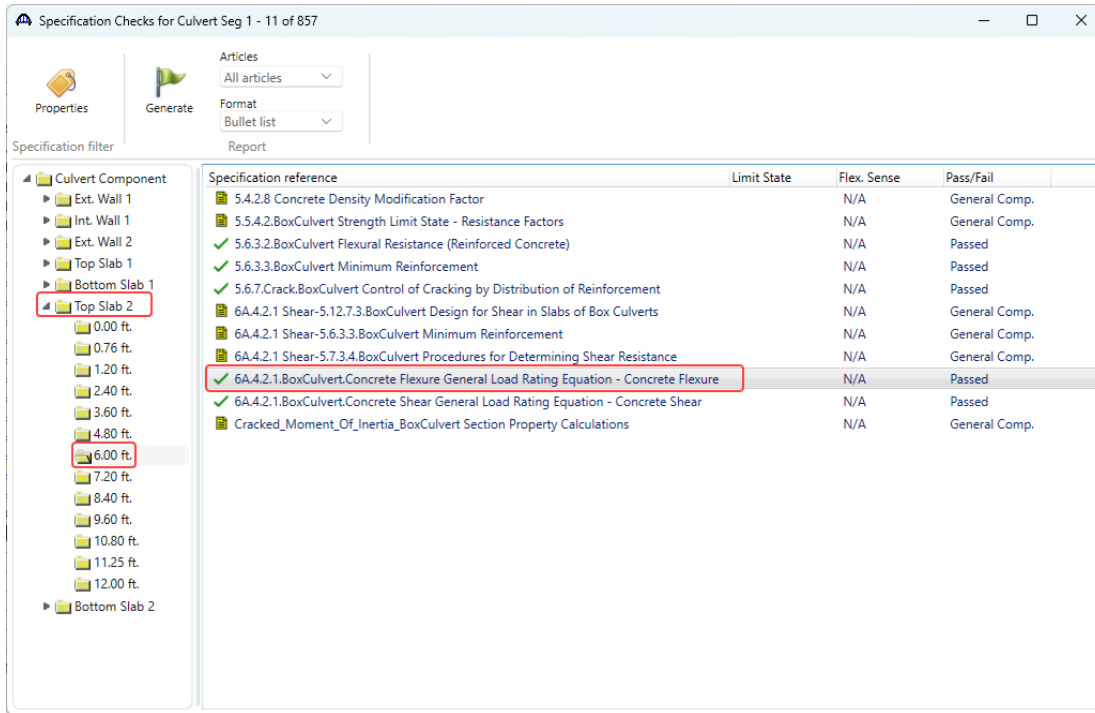 Specification Checks for Culvert Seg 1 - 11 of 857
Articles
All articles
Properties
Generate
Format
Bullet list
Specification filter
Report
Culvert Component
Ext. Wall 1
Int. Wall 1
Ext. Wall 2
Top Slab 1
Bottom Slab 1
Top Slab 2
0.00 ft.
0.76 ft.
1.20 ft.
2.40 ft.
3.60 ft.
4.80 ft.
6.00 ft.
7.20 ft.
8.40 ft.
9.60 ft.
10.80 ft.
11.25 ft.
12.00 ft.
Bottom Slab 2
Specification reference Limit State Flex. Sense Pass/Fail
5.4.2.8 Concrete Density Modification Factor N/A General Comp.
5.5.4.2.BoxCulvert Strength Limit State - Resistance Factors N/A General Comp.
5.6.3.2.BoxCulvert Flexural Resistance (Reinforced Concrete) N/A Passed
5.6.3.3.BoxCulvert Minimum Reinforcement N/A Passed
5.6.7.Crack.BoxCulvert Control of Cracking by Distribution of Reinforcement N/A Passed
6A.4.2.1 Shear-5.12.7.3.BoxCulvert Design for Shear in Slabs of Box Culverts N/A General Comp.
6A.4.2.1 Shear-5.6.3.3.BoxCulvert Minimum Reinforcement N/A General Comp.
6A.4.2.1 Shear-5.7.3.4.BoxCulvert Procedures for Determining Shear Resistance N/A General Comp.
6A.4.2.1.BoxCulvert.Concrete Flexure General Load Rating Equation - Concrete Flexure N/A Passed
6A.4.2.1.BoxCulvert.Concrete Shear General Load Rating Equation - Concrete Shear N/A Passed
Cracked_Moment_Of_Inertia_BoxCulvert Section Property Calculations N/A General Comp.